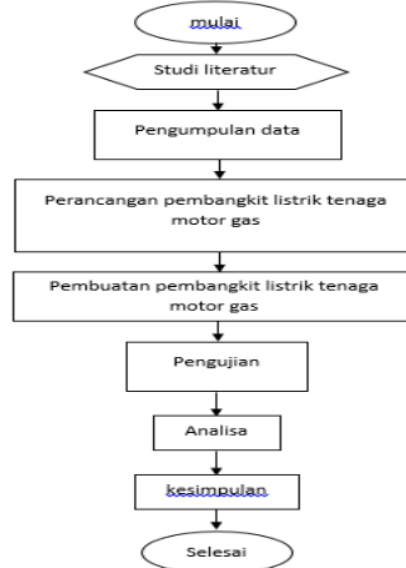 mulai
Studi literatur
Pengumpulan data
Perancangan pembangkit listrik tenaga
motor gas
Pembuatan pembangkit listrik tenaga
motor gas
Pengujian
Analisa
kesimpulan
Selesai